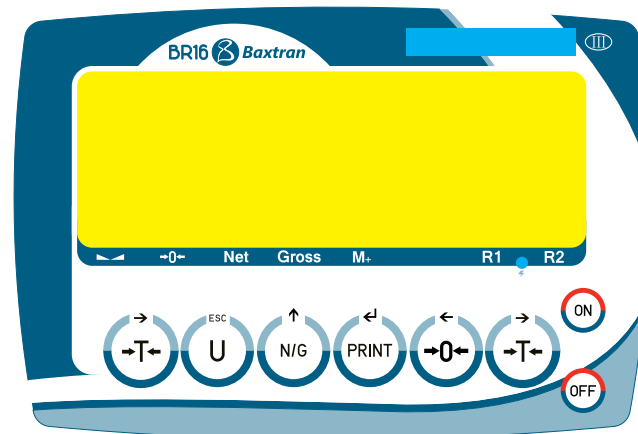 BR16 Baxtran
III
→0← Net Gross M+ R1 R2
→ ESC ↑ ↲ ← →
→T← U N/G PRINT →0← →T←
ON
OFF